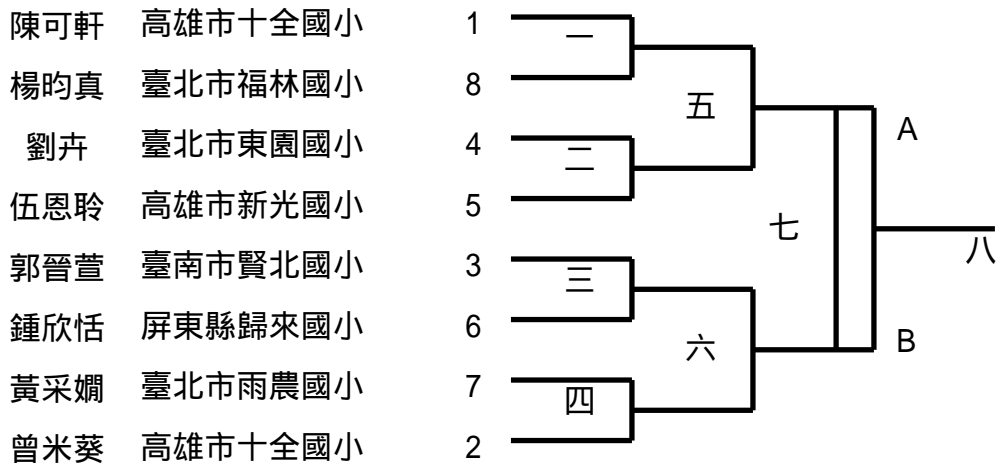 陳可軒 高雄市十全國小 1
一
楊昀真 臺北市福林國小 8
五
A
劉卉 臺北市東園國小 4
二
伍恩聆 高雄市新光國小 5
七
八
郭晉萱 臺南市賢北國小 3
三
鍾欣恬 屏東縣歸來國小 6
六
B
黃采嫺 臺北市雨農國小 7
四
曾米葵 高雄市十全國小 2